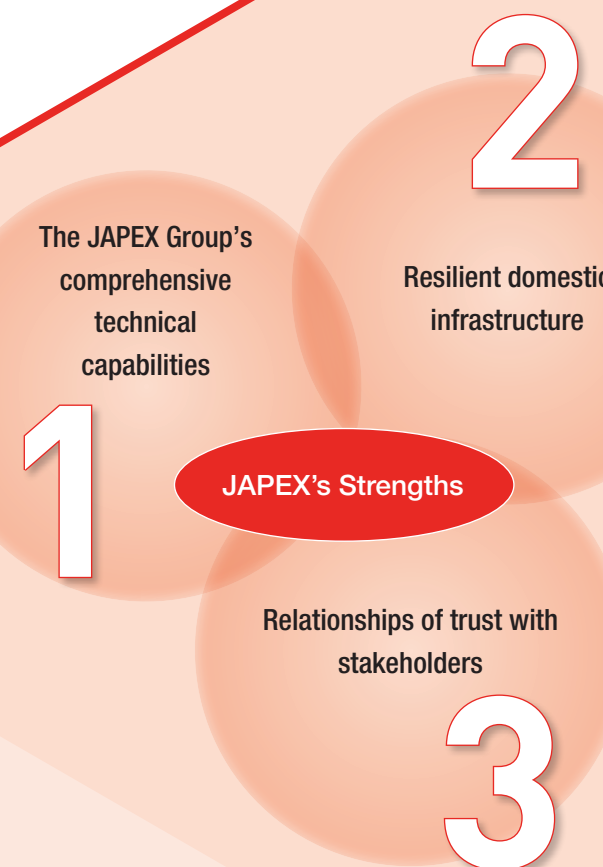 2
The JAPEX Group’s
comprehensive
technical
capabilities
Resilient domestic
infrastructure
1
JAPEX’s Strengths
Relationships of trust with
stakeholders
3